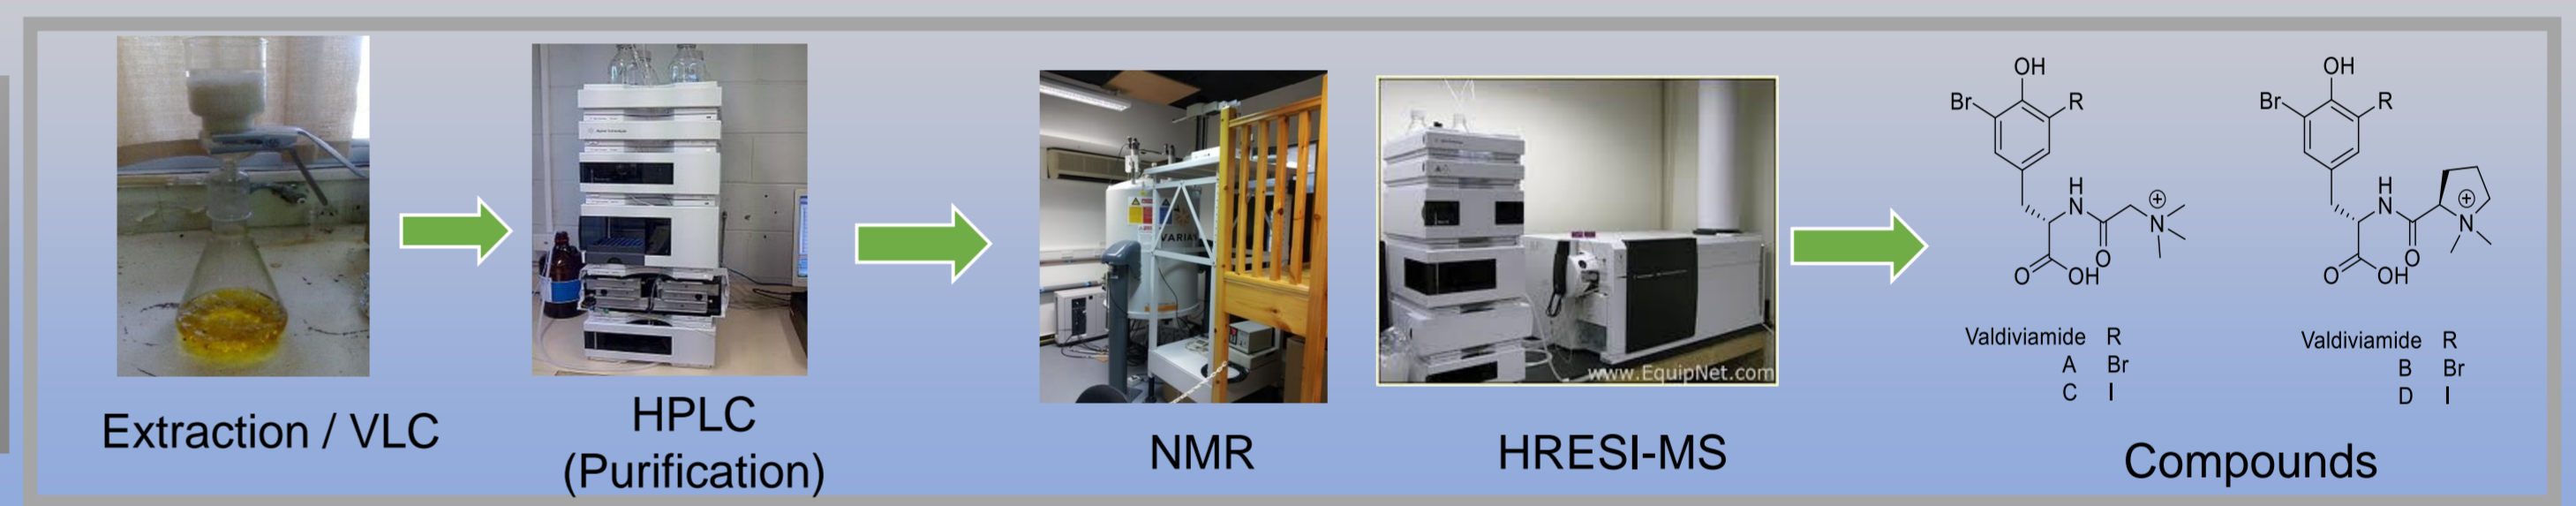 Extraction / VLC
HPLC
(Purification)
VARIAN
NMR
www.EquipNet.com
HRESI-MS
OH
Br
R
H
N
⊕
N
O
OH
O
Valdiviamide R
A Br
C I
OH
Br
R
H
N
⊕
N
O
OH
O
Valdiviamide R
B Br
D I
Compounds